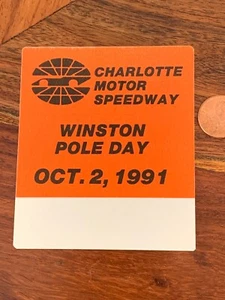 CHARLOTTE
MOTOR
SPEEDWAY
WINSTON
POLE DAY
OCT. 2, 1991